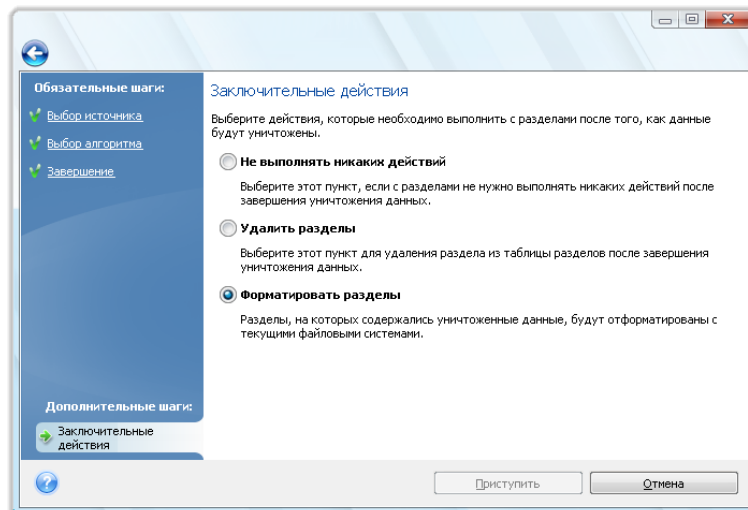 Обязательные шаги:
Выбор источника
Выбор алгоритма
Завершение
Заключительные действия
Выберите действия, которые необходимо выполнить с разделами после того, как данные
будут уничтожены.
Не выполнять никаких действий
Выберите этот пункт, если с разделами не нужно выполнять никаких действий после
завершения уничтожения данных.
Удалить разделы
Выберите этот пункт для удаления раздела из таблицы разделов после завершения
уничтожения данных.
Форматировать разделы
Разделы, на которых содержались уничтоженные данные, будут отформатированы с
текущими файловыми системами.
Дополнительные шаги:
Заключительные
действия
Приступить
Отмена